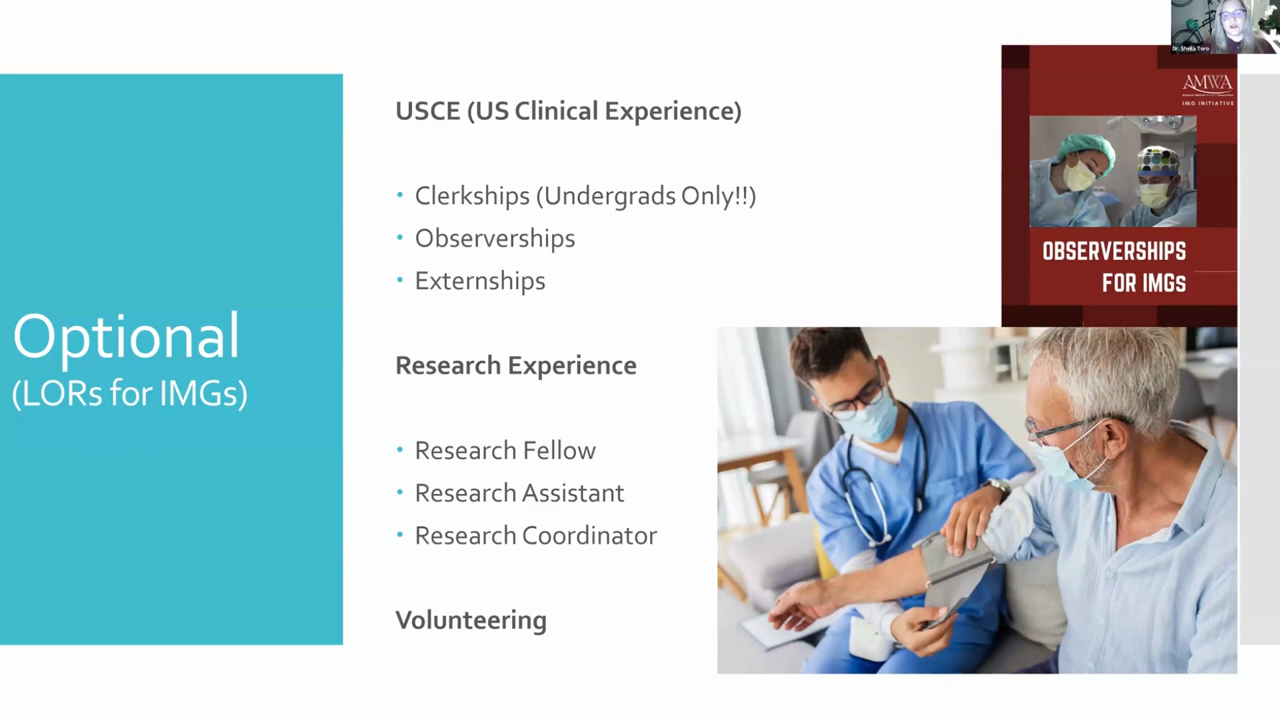 Optional
(LORs for IMGs)
USCE (US Clinical Experience)
• Clerkships (Undergrads Only!!)
• Observerships
• Externships
Research Experience
• Research Fellow
• Research Assistant
• Research Coordinator
Volunteering
AMWA
IMG INITIATIVE
OBSERVERSHIPS
FOR IMGs
Dr. Sheila Toro